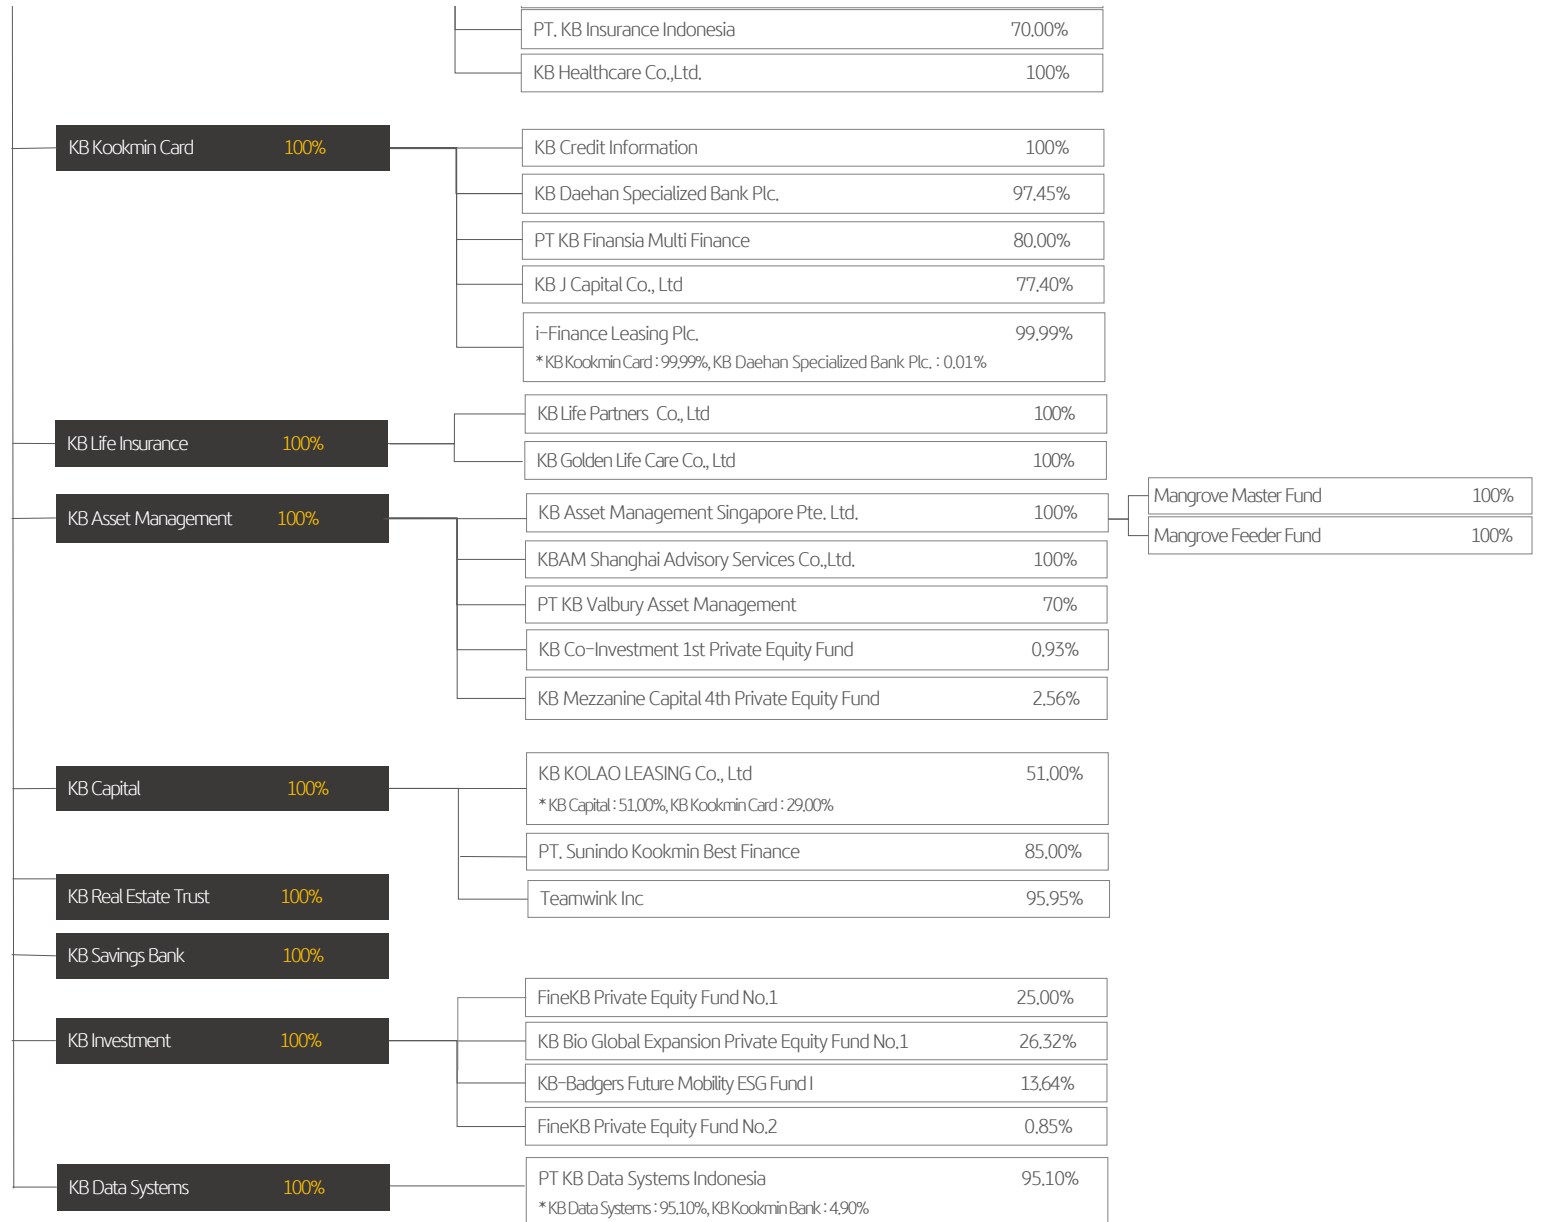 PT. KB Insurance Indonesia 70.00%
KB Healthcare Co.,Ltd. 100%
KB Kookmin Card 100%
KB Credit Information 100%
KB Daehan Specialized Bank Plc. 97.45%
PT KB Finansia Multi Finance 80.00%
KB J Capital Co., Ltd 77.40%
i-Finance Leasing Plc. 99.99%
* KB Kookmin Card : 99.99%, KB Daehan Specialized Bank Plc. : 0.01%
KB Life Insurance 100%
KB Life Partners Co., Ltd 100%
KB Golden Life Care Co., Ltd 100%
KB Asset Management 100%
KB Asset Management Singapore Pte. Ltd. 100%
Mangrove Master Fund 100%
Mangrove Feeder Fund 100%
KBAM Shanghai Advisory Services Co.,Ltd. 100%
PT KB Valbury Asset Management 70%
KB Co-Investment 1st Private Equity Fund 0.93%
KB Mezzanine Capital 4th Private Equity Fund 2.56%
KB Capital 100%
KB KOLAO LEASING Co., Ltd 51.00%
* KB Capital : 51.00%, KB Kookmin Card : 29.00%
PT. Sunindo Kookmin Best Finance 85.00%
Teamwink Inc 95.95%
KB Real Estate Trust 100%
KB Savings Bank 100%
KB Investment 100%
FineKB Private Equity Fund No.1 25.00%
KB Bio Global Expansion Private Equity Fund No.1 26.32%
KB-Badgers Future Mobility ESG Fund I 13.64%
FineKB Private Equity Fund No.2 0.85%
KB Data Systems 100%
PT KB Data Systems Indonesia 95.10%
* KB Data Systems : 95.10%, KB Kookmin Bank : 4.90%